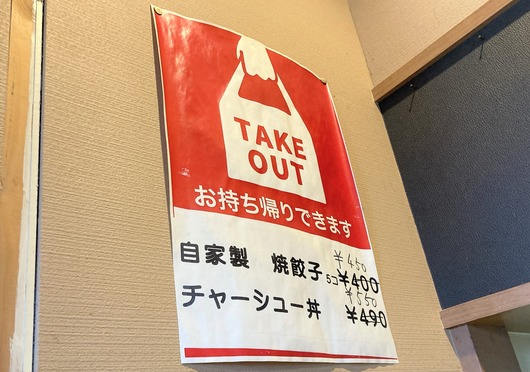 TAKE
OUT
お持ち帰りできます
¥450
自家製 焼餃子 5コ ¥400
¥550
チャーシュー丼 ¥490